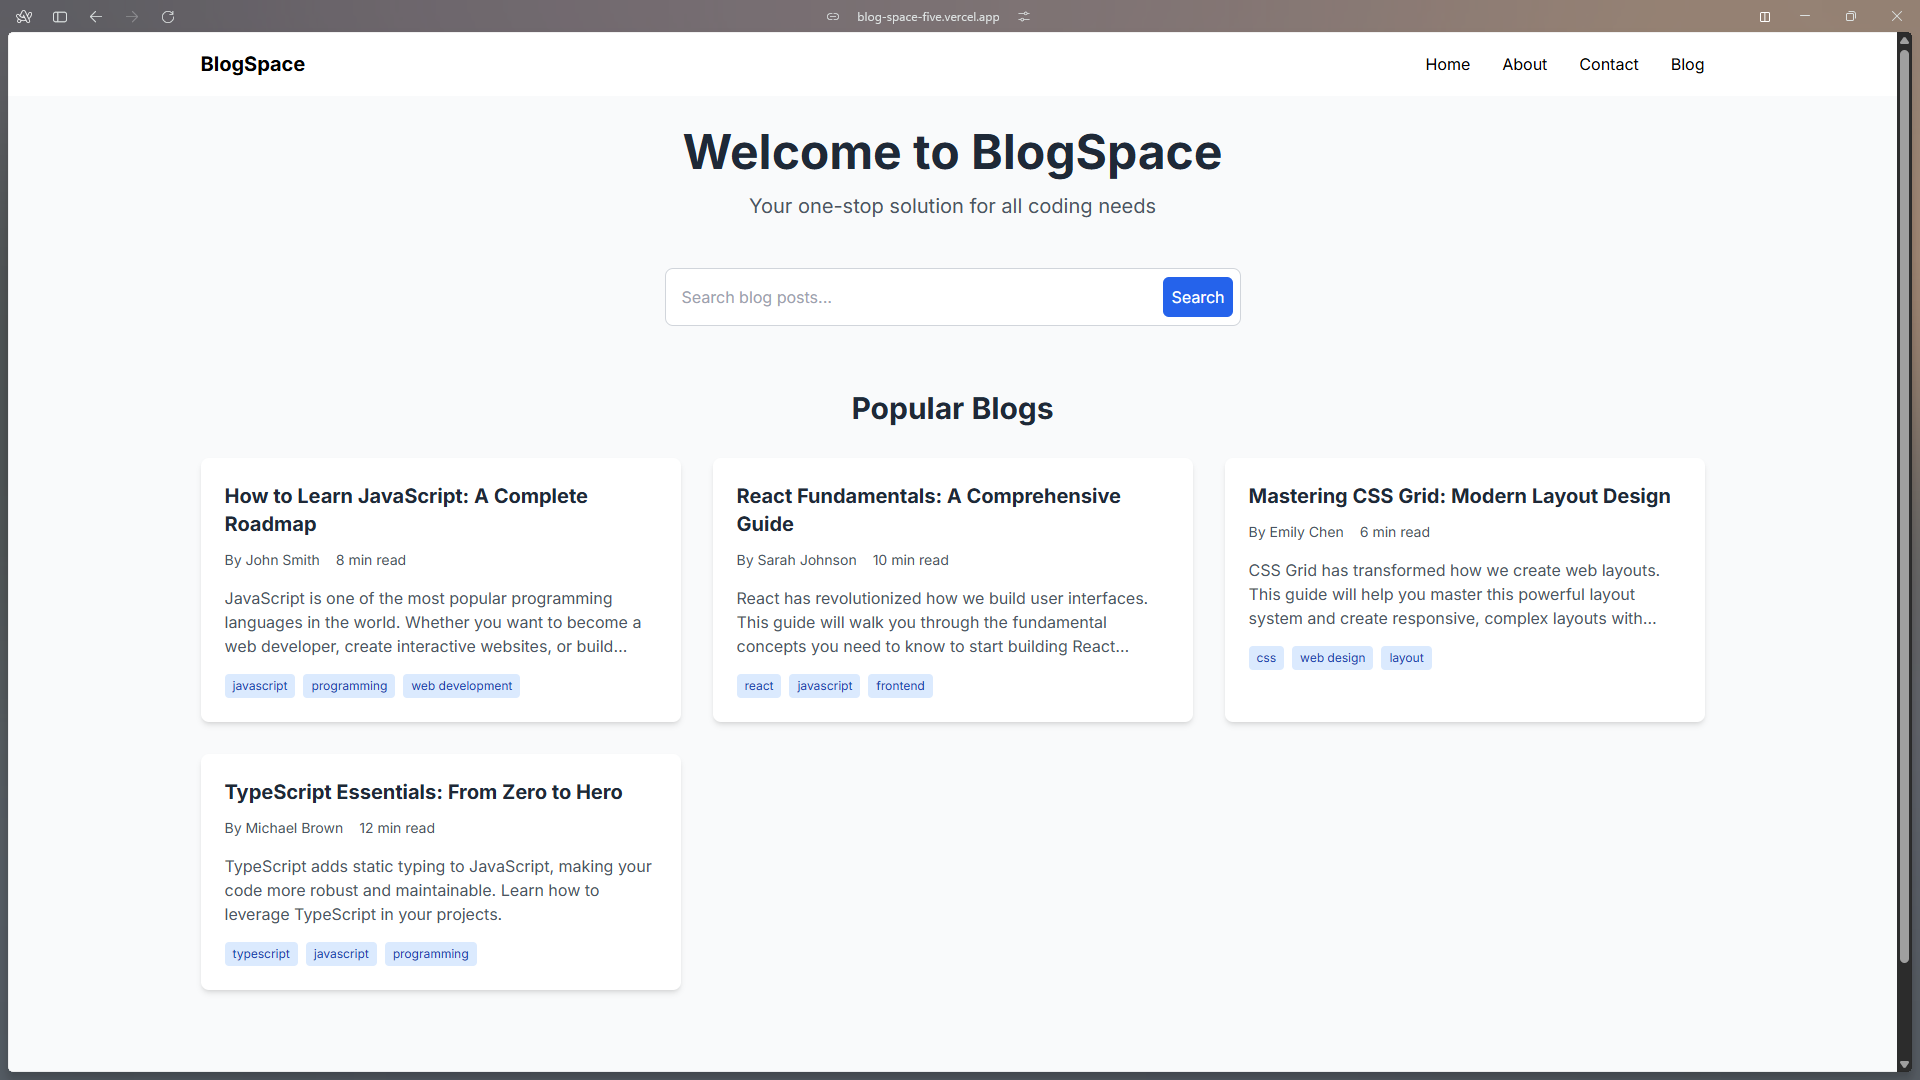 blog-space-five.vercel.app
BlogSpace
Home About Contact Blog
Welcome to BlogSpace
Your one-stop solution for all coding needs
Search blog posts...
Search
Popular Blogs
How to Learn JavaScript: A Complete
Roadmap
By John Smith 8 min read
JavaScript is one of the most popular programming
languages in the world. Whether you want to become a
web developer, create interactive websites, or build...
javascript programming web development
React Fundamentals: A Comprehensive
Guide
By Sarah Johnson 10 min read
React has revolutionized how we build user interfaces.
This guide will walk you through the fundamental
concepts you need to know to start building React...
react javascript frontend
Mastering CSS Grid: Modern Layout Design
By Emily Chen 6 min read
CSS Grid has transformed how we create web layouts.
This guide will help you master this powerful layout
system and create responsive, complex layouts with...
css web design layout
TypeScript Essentials: From Zero to Hero
By Michael Brown 12 min read
TypeScript adds static typing to JavaScript, making your
code more robust and maintainable. Learn how to
leverage TypeScript in your projects.
typescript javascript programming